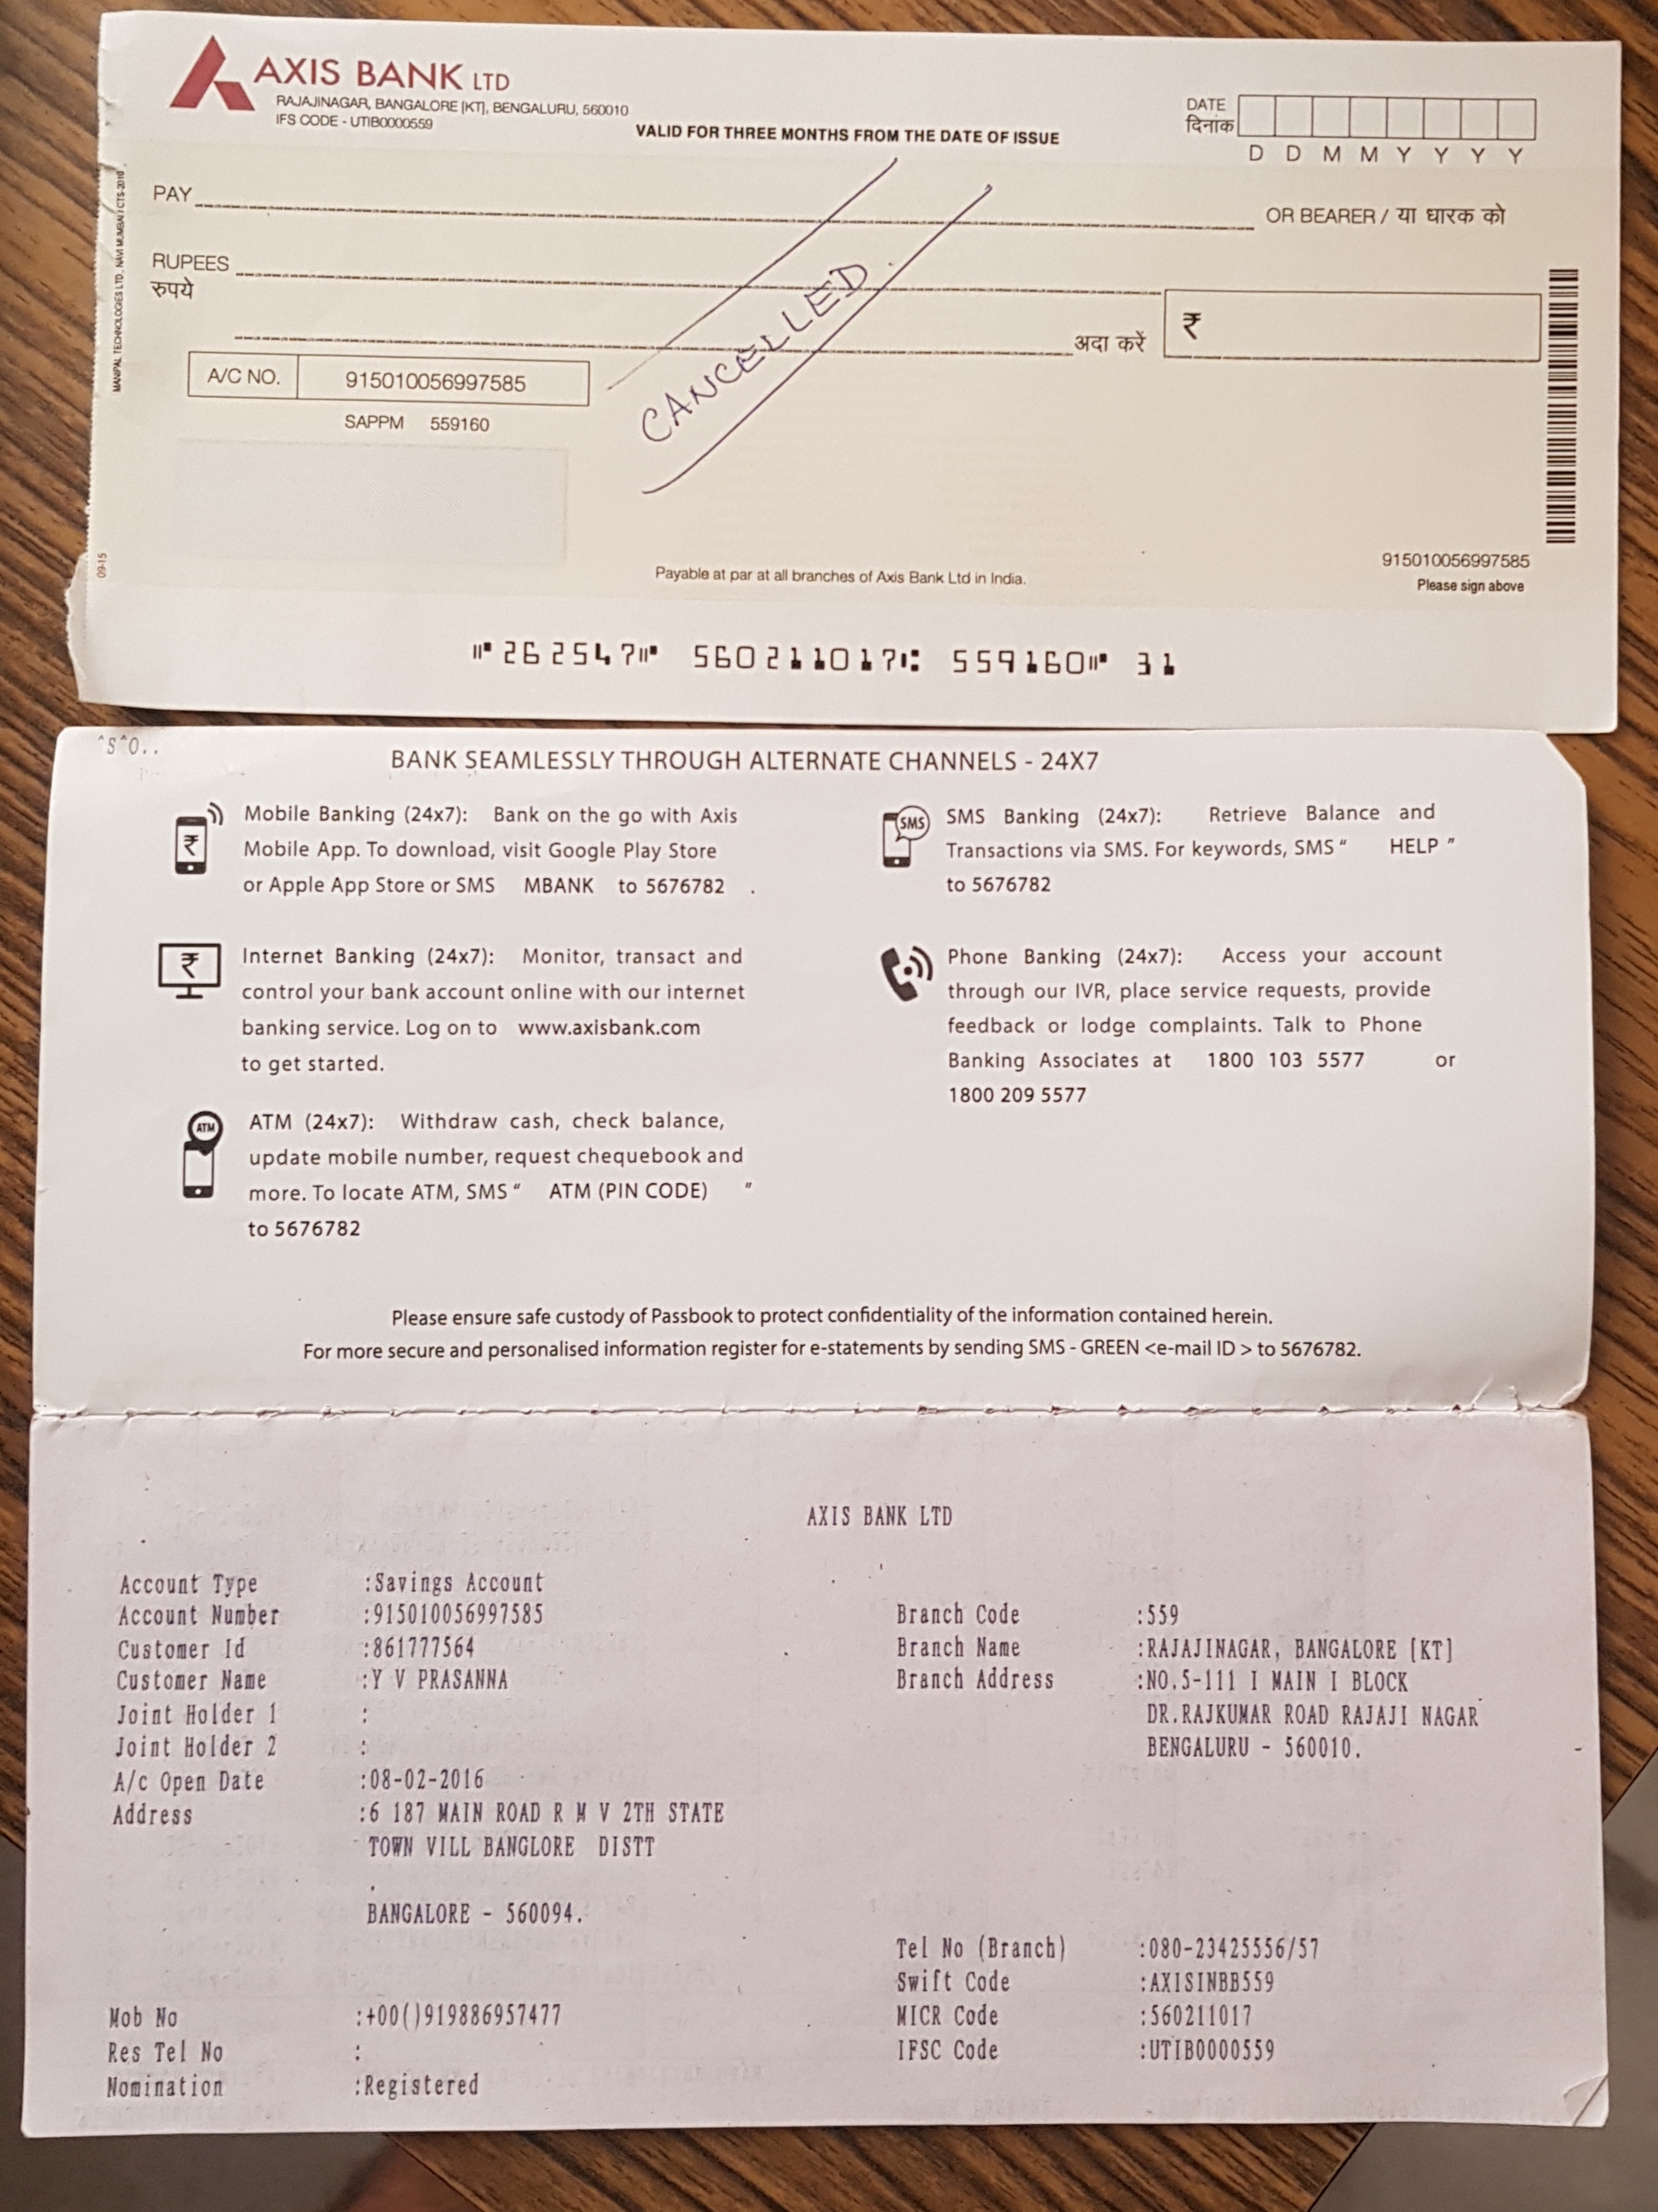 AXIS BANK LTD
RAJAJINAGAR, BANGALORE [KT], BENGALURU, 560010
IFS CODE - UTIB0000559
VALID FOR THREE MONTHS FROM THE DATE OF ISSUE
DATE
दिनांक
D D M M Y Y Y Y
PAY
OR BEARER / या धारक को
RUPEES
रुपये
अदा करें
₹
CANCELLED
A/C NO. 915010056997585
SAPPM 559160
MANIPAL TECHNOLOGIES LTD., NAVI MUMBAI / CTS-2010
09-15
Payable at par at all branches of Axis Bank Ltd in India.
915010056997585
Please sign above
⑈262547⑈ 560211017⑆ 559160⑈ 31
^S^O..
BANK SEAMLESSLY THROUGH ALTERNATE CHANNELS - 24X7
₹
Mobile Banking (24x7): Bank on the go with Axis
Mobile App. To download, visit Google Play Store
or Apple App Store or SMS MBANK to 5676782 .
SMS
SMS Banking (24x7): Retrieve Balance and
Transactions via SMS. For keywords, SMS " HELP "
to 5676782
₹
Internet Banking (24x7): Monitor, transact and
control your bank account online with our internet
banking service. Log on to www.axisbank.com
to get started.
Phone Banking (24x7): Access your account
through our IVR, place service requests, provide
feedback or lodge complaints. Talk to Phone
Banking Associates at 1800 103 5577 or
1800 209 5577
ATM
ATM (24x7): Withdraw cash, check balance,
update mobile number, request chequebook and
more. To locate ATM, SMS " ATM (PIN CODE) "
to 5676782
Please ensure safe custody of Passbook to protect confidentiality of the information contained herein.
For more secure and personalised information register for e-statements by sending SMS - GREEN <e-mail ID > to 5676782.
AXIS BANK LTD
Account Type :Savings Account
Account Number :915010056997585
Customer Id :861777564
Customer Name :Y V PRASANNA
Joint Holder 1 :
Joint Holder 2 :
A/c Open Date :08-02-2016
Address :6 187 MAIN ROAD R M V 2TH STATE
TOWN VILL BANGLORE DISTT
.
BANGALORE - 560094.
Mob No :+00()919886957477
Res Tel No :
Nomination :Registered
Branch Code :559
Branch Name :RAJAJINAGAR, BANGALORE [KT]
Branch Address :NO.5-111 I MAIN I BLOCK
DR.RAJKUMAR ROAD RAJAJI NAGAR
BENGALURU - 560010.
Tel No (Branch) :080-23425556/57
Swift Code :AXISINBB559
MICR Code :560211017
IFSC Code :UTIB0000559